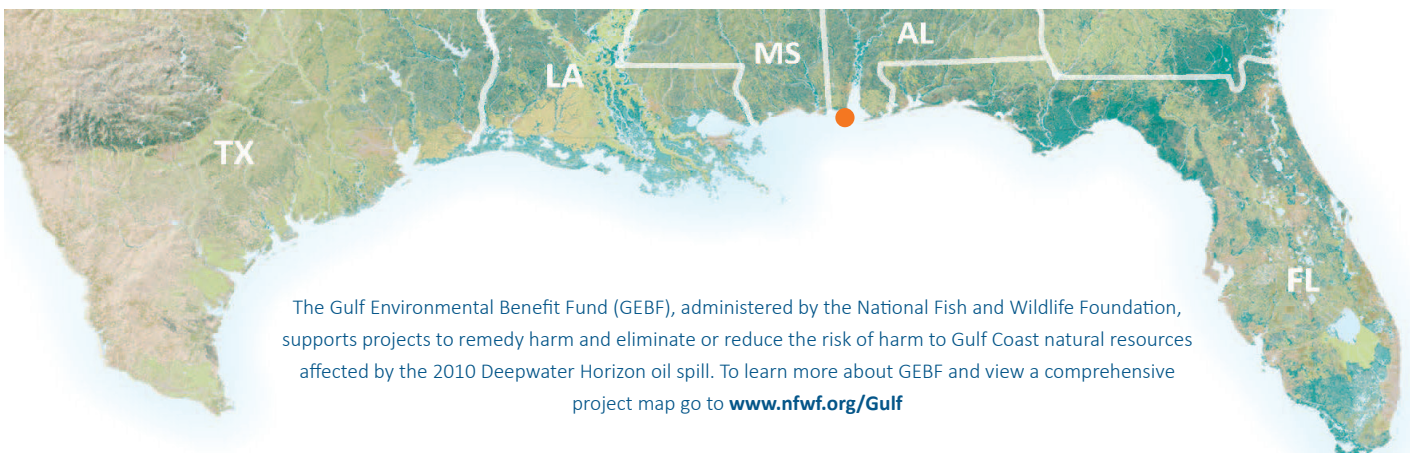 AL
MS
LA
TX
FL
The Gulf Environmental Benefit Fund (GEBF), administered by the National Fish and Wildlife Foundation,
supports projects to remedy harm and eliminate or reduce the risk of harm to Gulf Coast natural resources
affected by the 2010 Deepwater Horizon oil spill. To learn more about GEBF and view a comprehensive
project map go to www.nfwf.org/Gulf